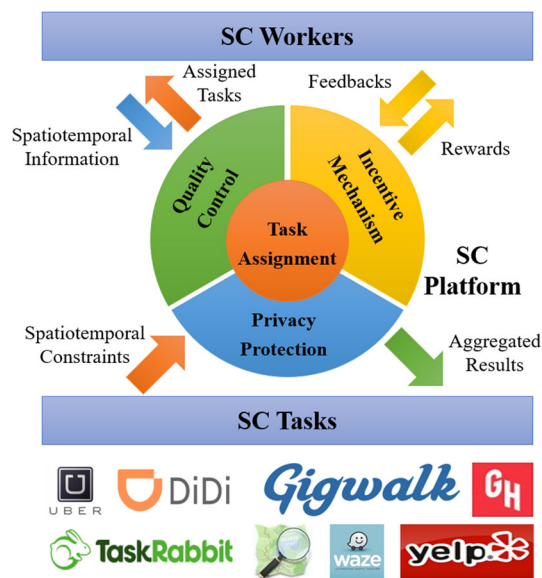 SC Workers
Assigned
Tasks
Feedbacks
Spatiotemporal
Information
Rewards
Quality
Control
Incentive
Mechanism
Task
Assignment
SC
Platform
Privacy
Protection
Spatiotemporal
Constraints
Aggregated
Results
SC Tasks
U
UBER
DiDi
Gigwalk
GH
TaskRabbit
waze
yelp